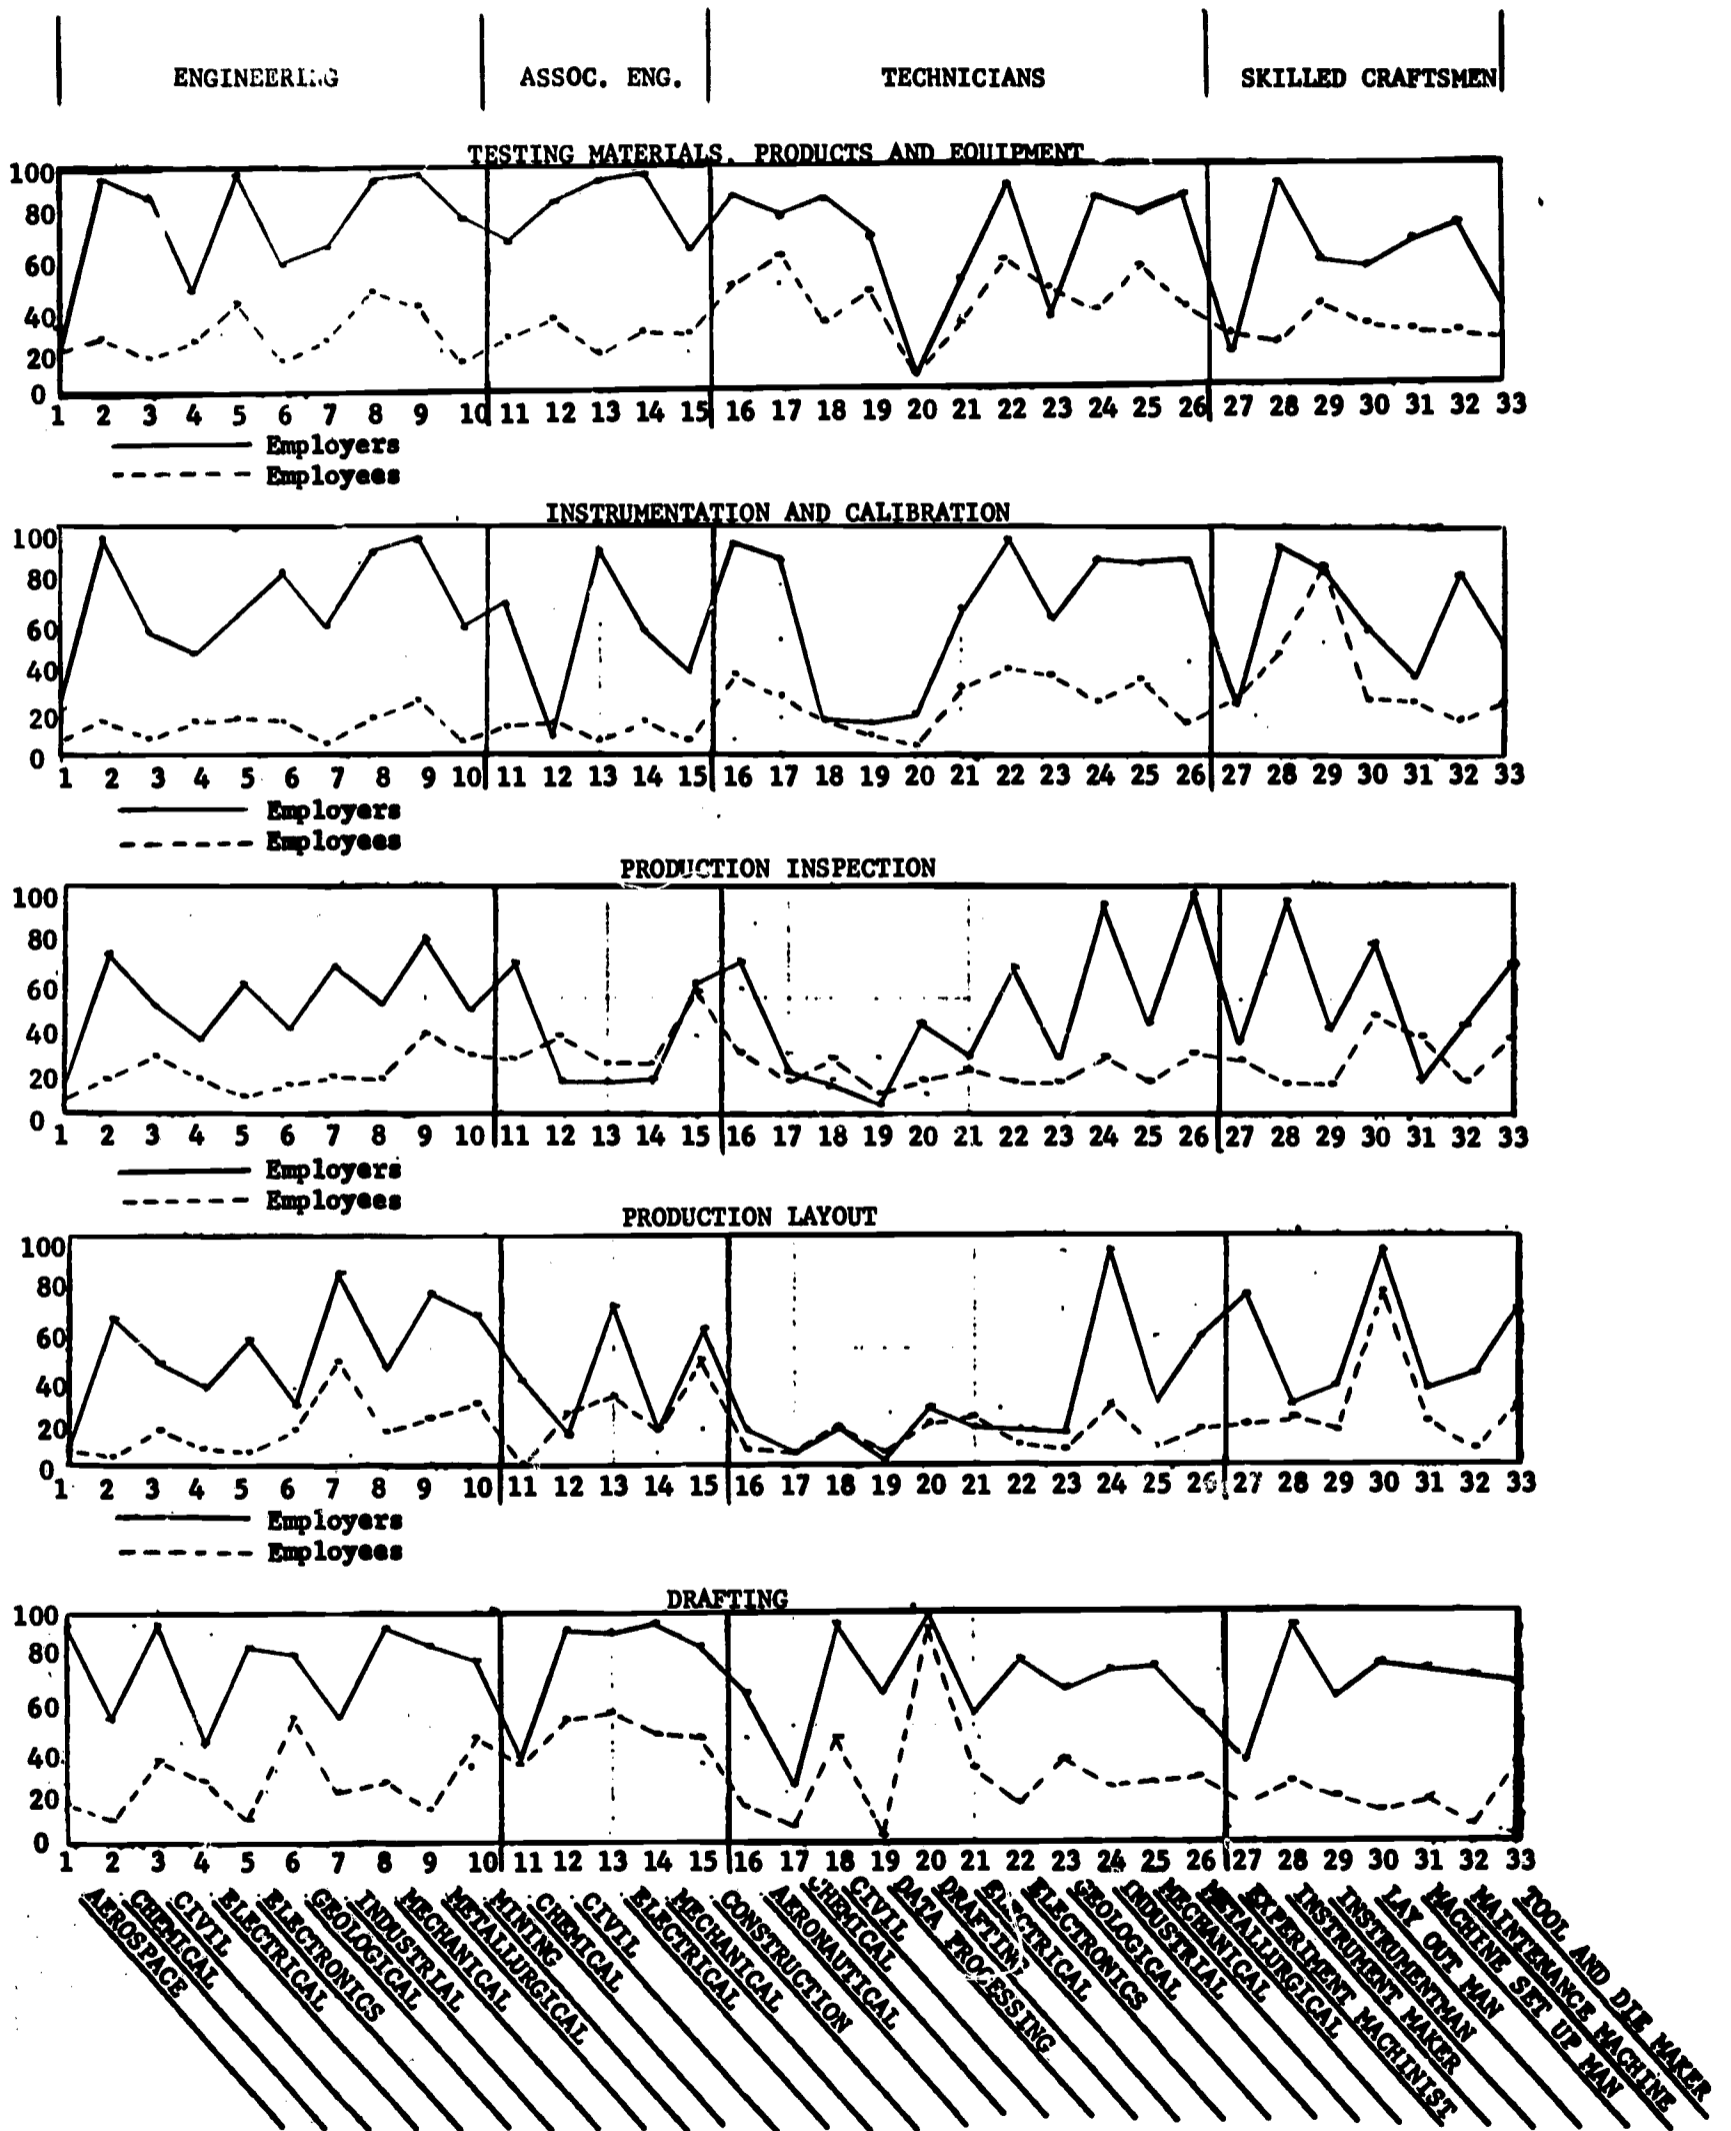 ENGINEERING ASSOC. ENG. TECHNICIANS SKILLED CRAFTSMEN
TESTING MATERIALS, PRODUCTS AND EQUIPMENT
100
80
60
40
20
0
1 2 3 4 5 6 7 8 9 10 11 12 13 14 15 16 17 18 19 20 21 22 23 24 25 26 27 28 29 30 31 32 33
Employers
Employees
INSTRUMENTATION AND CALIBRATION
100
80
60
40
20
0
1 2 3 4 5 6 7 8 9 10 11 12 13 14 15 16 17 18 19 20 21 22 23 24 25 26 27 28 29 30 31 32 33
Employers
Employees
PRODUCTION INSPECTION
100
80
60
40
20
0
1 2 3 4 5 6 7 8 9 10 11 12 13 14 15 16 17 18 19 20 21 22 23 24 25 26 27 28 29 30 31 32 33
Employers
Employees
PRODUCTION LAYOUT
100
80
60
40
20
0
1 2 3 4 5 6 7 8 9 10 11 12 13 14 15 16 17 18 19 20 21 22 23 24 25 26 27 28 29 30 31 32 33
Employers
Employees
DRAFTING
100
80
60
40
20
0
1 2 3 4 5 6 7 8 9 10 11 12 13 14 15 16 17 18 19 20 21 22 23 24 25 26 27 28 29 30 31 32 33
AEROSPACE
CHEMICAL
CIVIL
ELECTRICAL
ELECTRONICS
GEOLOGICAL
INDUSTRIAL
MECHANICAL
METALLURGICAL
MINING
CHEMICAL
CIVIL
ELECTRICAL
MECHANICAL
CONSTRUCTION
AERONAUTICAL
CHEMICAL
CIVIL
DATA PROCESSING
DRAFTING
ELECTRICAL
ELECTRONICS
GEOLOGICAL
INDUSTRIAL
MECHANICAL
METALLURGICAL
EXPERIMENT MACHINIST
INSTRUMENT MAKER
INSTRUMENTMAN
LAY OUT MAN
MACHINE SET UP MAN
MAINTENANCE MACHINE
TOOL AND DIE MAKER